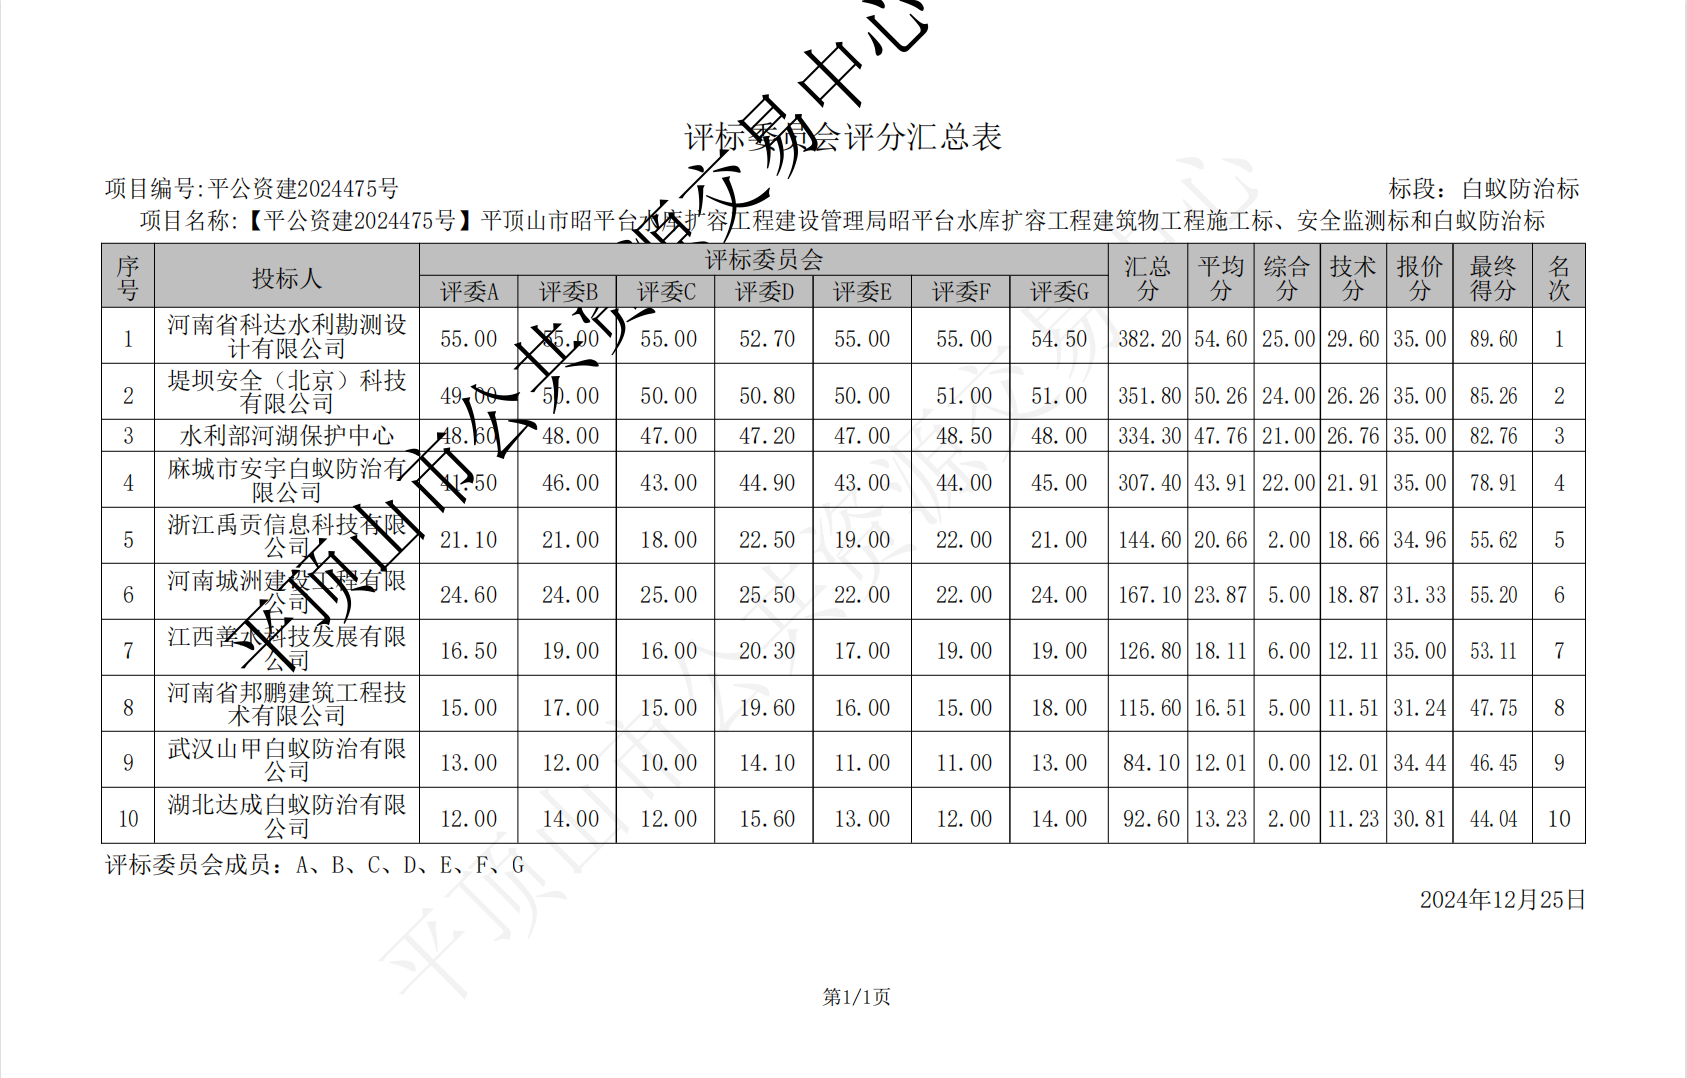 评标委员会评分汇总表
项目编号:平公资建2024475号 标段：白蚁防治标
项目名称:【平公资建2024475号】平顶山市昭平台水库扩容工程建设管理局昭平台水库扩容工程建筑物工程施工标、安全监测标和白蚁防治标
序号 投标人 评标委员会 汇总分 平均分 综合分 技术分 报价分 最终得分 名次
评委A 评委B 评委C 评委D 评委E 评委F 评委G
1 河南省科达水利勘测设计有限公司 55.00 55.00 55.00 52.70 55.00 55.00 54.50 382.20 54.60 25.00 29.60 35.00 89.60 1
2 堤坝安全（北京）科技有限公司 49.00 50.00 50.00 50.80 50.00 51.00 51.00 351.80 50.26 24.00 26.26 35.00 85.26 2
3 水利部河湖保护中心 48.60 48.00 47.00 47.20 47.00 48.50 48.00 334.30 47.76 21.00 26.76 35.00 82.76 3
4 麻城市安宇白蚁防治有限公司 41.50 46.00 43.00 44.90 43.00 44.00 45.00 307.40 43.91 22.00 21.91 35.00 78.91 4
5 浙江禹贡信息科技有限公司 21.10 21.00 18.00 22.50 19.00 22.00 21.00 144.60 20.66 2.00 18.66 34.96 55.62 5
6 河南城洲建设工程有限公司 24.60 24.00 25.00 25.50 22.00 22.00 24.00 167.10 23.87 5.00 18.87 31.33 55.20 6
7 江西善水科技发展有限公司 16.50 19.00 16.00 20.30 17.00 19.00 19.00 126.80 18.11 6.00 12.11 35.00 53.11 7
8 河南省邦鹏建筑工程技术有限公司 15.00 17.00 15.00 19.60 16.00 15.00 18.00 115.60 16.51 5.00 11.51 31.24 47.75 8
9 武汉山甲白蚁防治有限公司 13.00 12.00 10.00 14.10 11.00 11.00 13.00 84.10 12.01 0.00 12.01 34.44 46.45 9
10 湖北达成白蚁防治有限公司 12.00 14.00 12.00 15.60 13.00 12.00 14.00 92.60 13.23 2.00 11.23 30.81 44.04 10
评标委员会成员：A、B、C、D、E、F、G
2024年12月25日
第1/1页
平顶山市公共资源交易中心
平顶山市公共资源交易中心